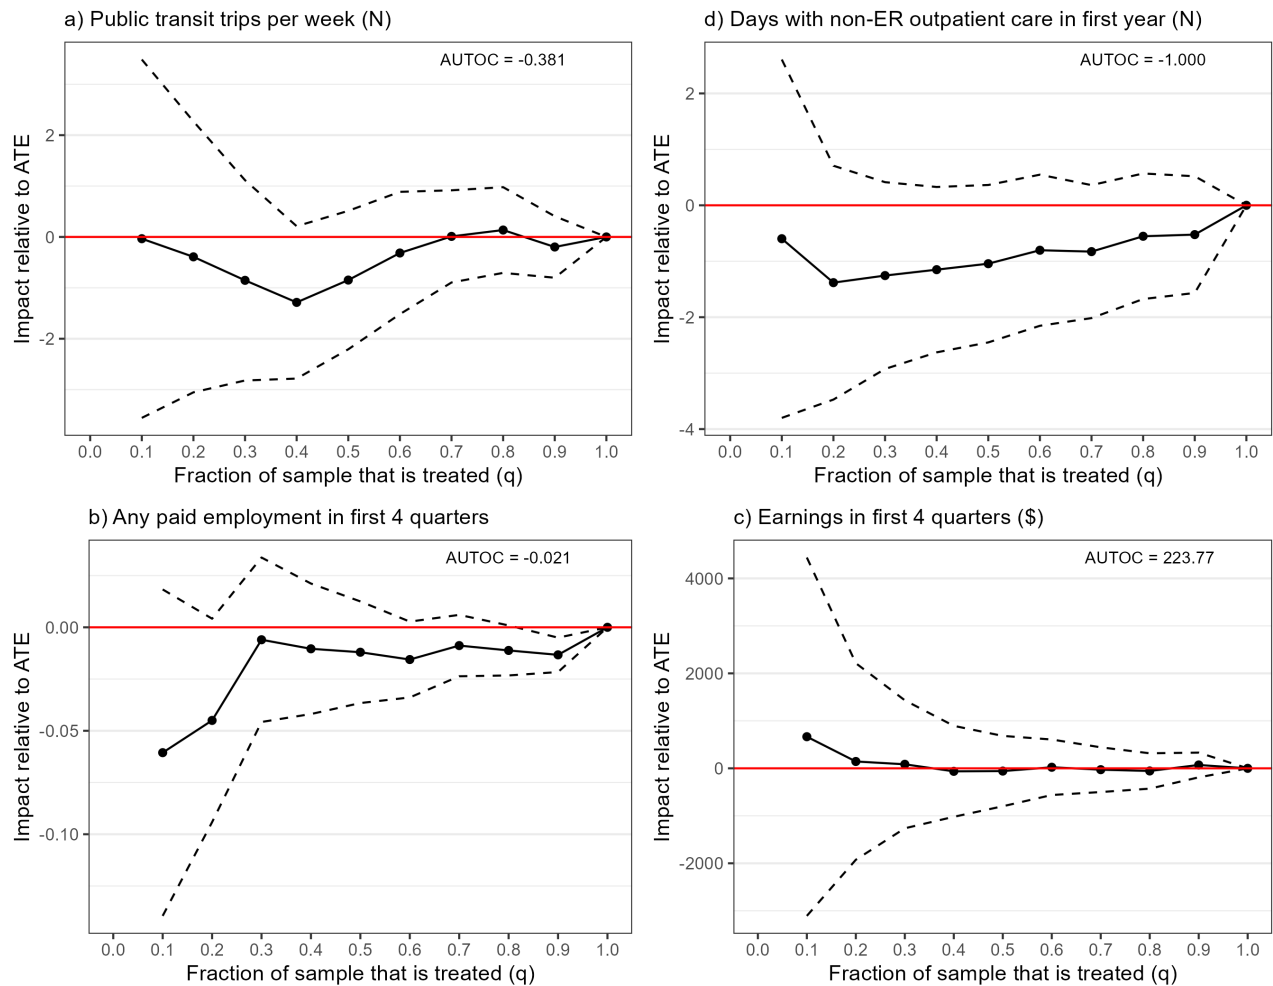 a) Public transit trips per week (N)
AUTOC = -0.381
Impact relative to ATE
2
0
-2
0.0 0.1 0.2 0.3 0.4 0.5 0.6 0.7 0.8 0.9 1.0
Fraction of sample that is treated (q)
d) Days with non-ER outpatient care in first year (N)
AUTOC = -1.000
Impact relative to ATE
2
0
-2
-4
0.0 0.1 0.2 0.3 0.4 0.5 0.6 0.7 0.8 0.9 1.0
Fraction of sample that is treated (q)
b) Any paid employment in first 4 quarters
AUTOC = -0.021
Impact relative to ATE
0.00
-0.05
-0.10
0.0 0.1 0.2 0.3 0.4 0.5 0.6 0.7 0.8 0.9 1.0
Fraction of sample that is treated (q)
c) Earnings in first 4 quarters ($)
AUTOC = 223.77
Impact relative to ATE
4000
2000
0
-2000
0.0 0.1 0.2 0.3 0.4 0.5 0.6 0.7 0.8 0.9 1.0
Fraction of sample that is treated (q)